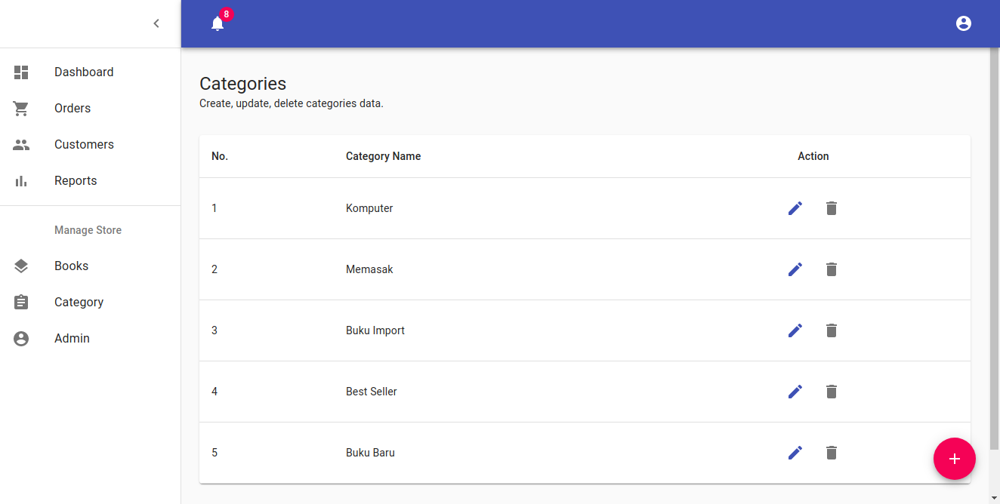 8
Dashboard
Orders
Customers
Reports
Manage Store
Books
Category
Admin
Categories
Create, update, delete categories data.
No. Category Name Action
1 Komputer
2 Memasak
3 Buku Import
4 Best Seller
5 Buku Baru